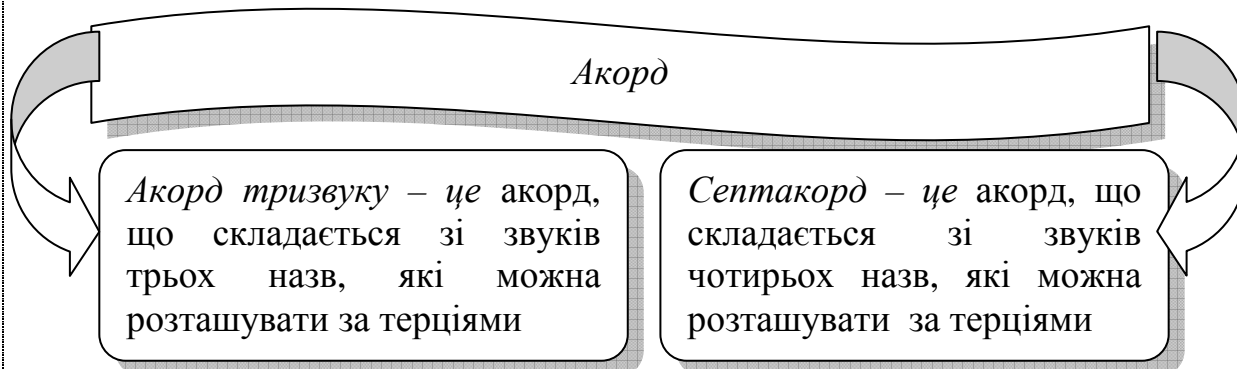 Акорд
Акорд тризвуку – це акорд,
що складається зі звуків
трьох назв, які можна
розташувати за терціями
Септакорд – це акорд, що
складається зі звуків
чотирьох назв, які можна
розташувати за терціями